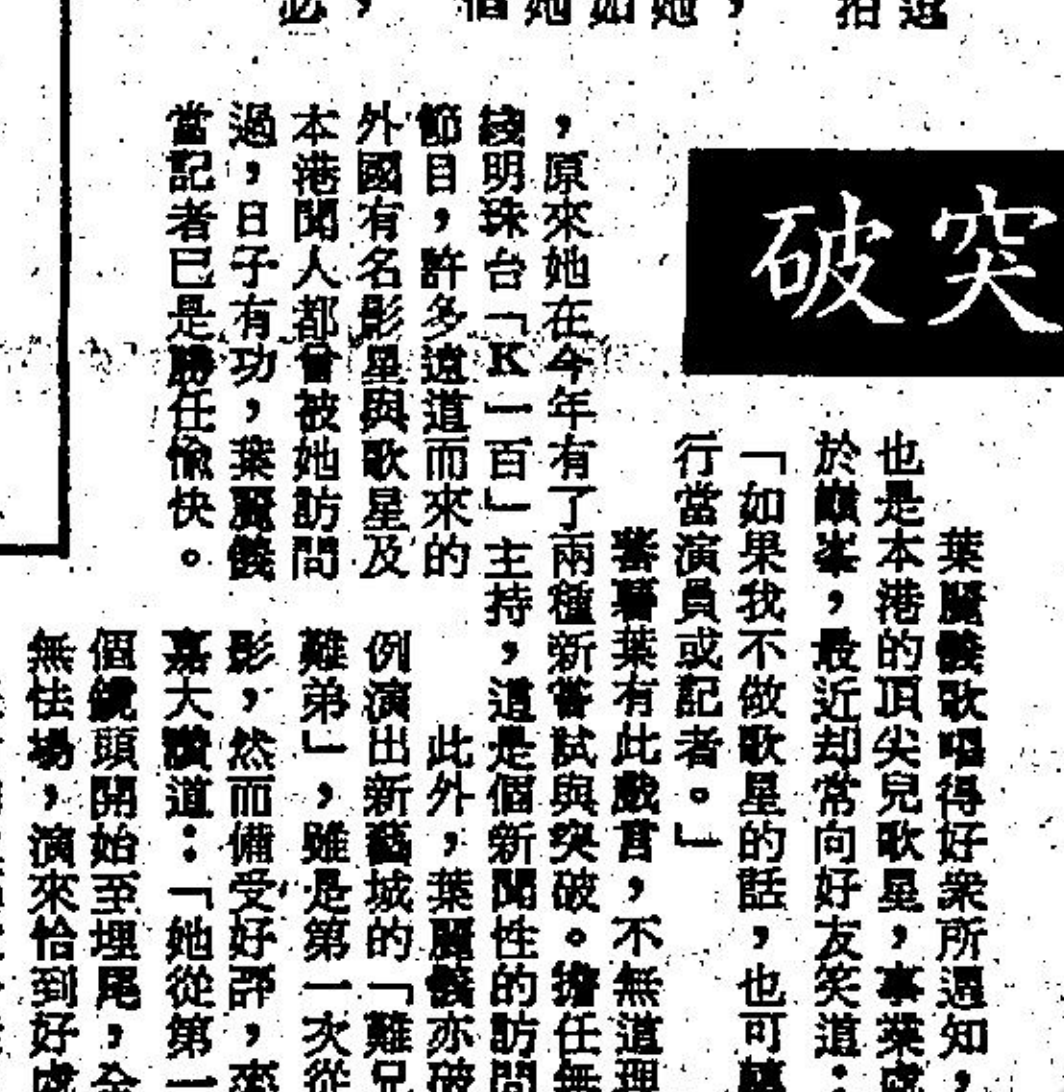 突破
葉麗儀歌唱得好衆所週知，
也是本港的頂尖兒歌星，事業處
於巔峯，最近却常向好友笑道：
「如果我不做歌星的話，也可轉
行當演員或記者。」
葉有此戲言，不無道理
，原來她在今年有了兩種新嘗試與突破。擔任無
綫明珠台「K一百」主持，這是個新聞性的訪問
節目，許多遠道而來的
外國有名影星與歌星及
本港聞人都曾被她訪問
過，日子有功，葉麗儀
當記者已是勝任愉快。
此外，葉麗儀亦破
例演出新藝城的「難兄
難弟」，雖是第一次從
影，然而備受好評，麥
嘉大讚道：「她從第一
個鏡頭開始至埋尾，全
無怯場，演來恰到好處